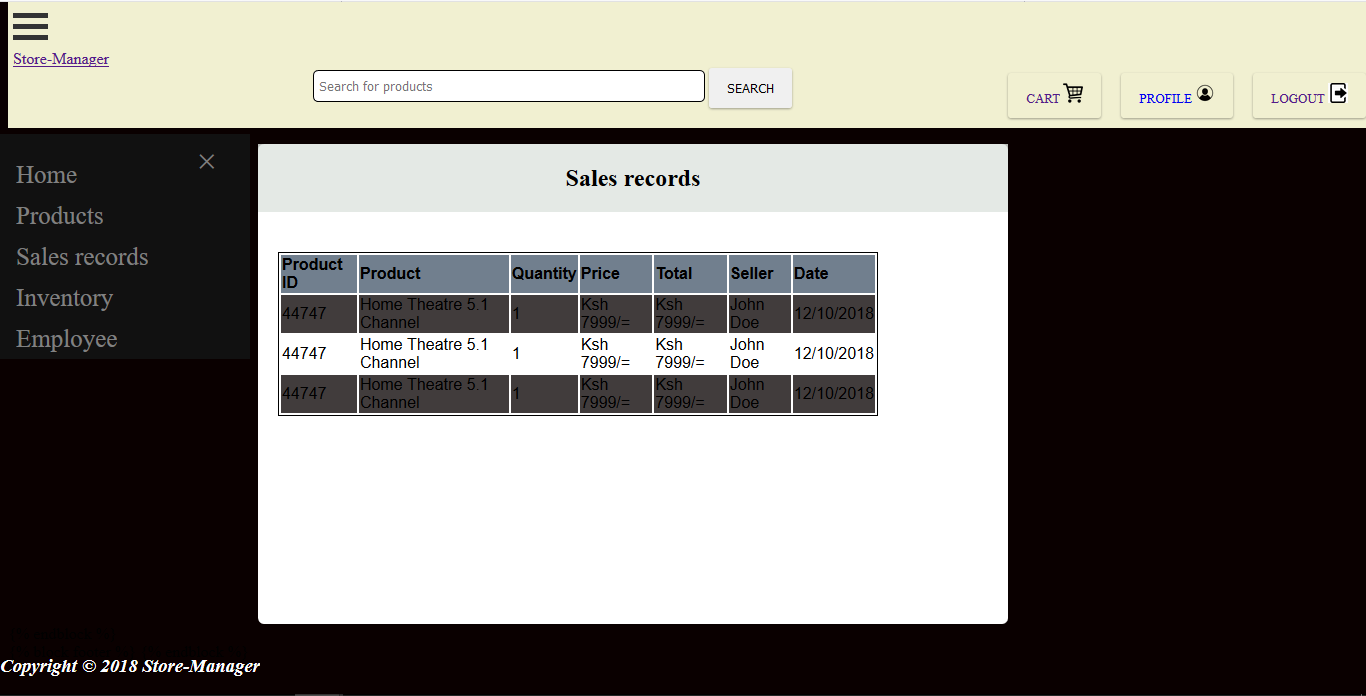 Store-Manager
Search for products
SEARCH
CART
PROFILE
LOGOUT
Home
Products
Sales records
Inventory
Employee
Sales records
Product ID Product Quantity Price Total Seller Date
44747 Home Theatre 5.1 Channel 1 Ksh 7999/= Ksh 7999/= John Doe 12/10/2018
44747 Home Theatre 5.1 Channel 1 Ksh 7999/= Ksh 7999/= John Doe 12/10/2018
44747 Home Theatre 5.1 Channel 1 Ksh 7999/= Ksh 7999/= John Doe 12/10/2018
Copyright © 2018 Store-Manager